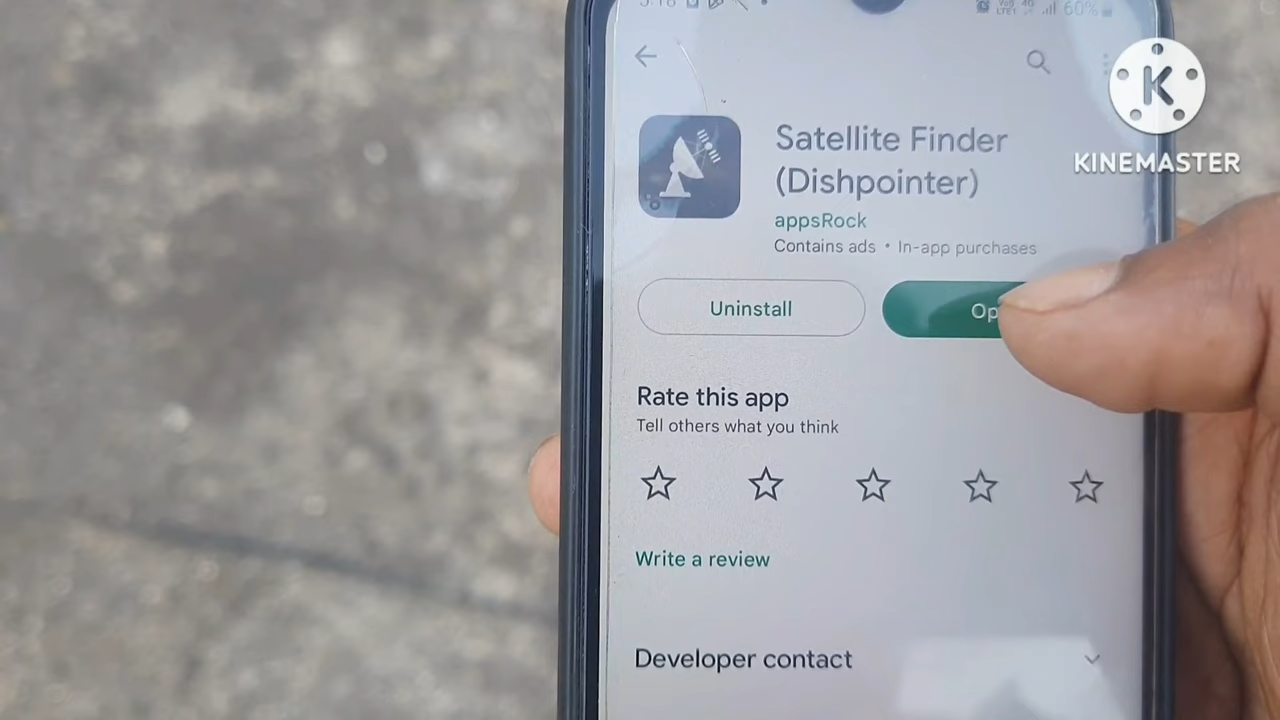 60%
K
KINEMASTER
Satellite Finder
(Dishpointer)
appsRock
Contains ads • In-app purchases
Uninstall
Op
Rate this app
Tell others what you think
Write a review
Developer contact